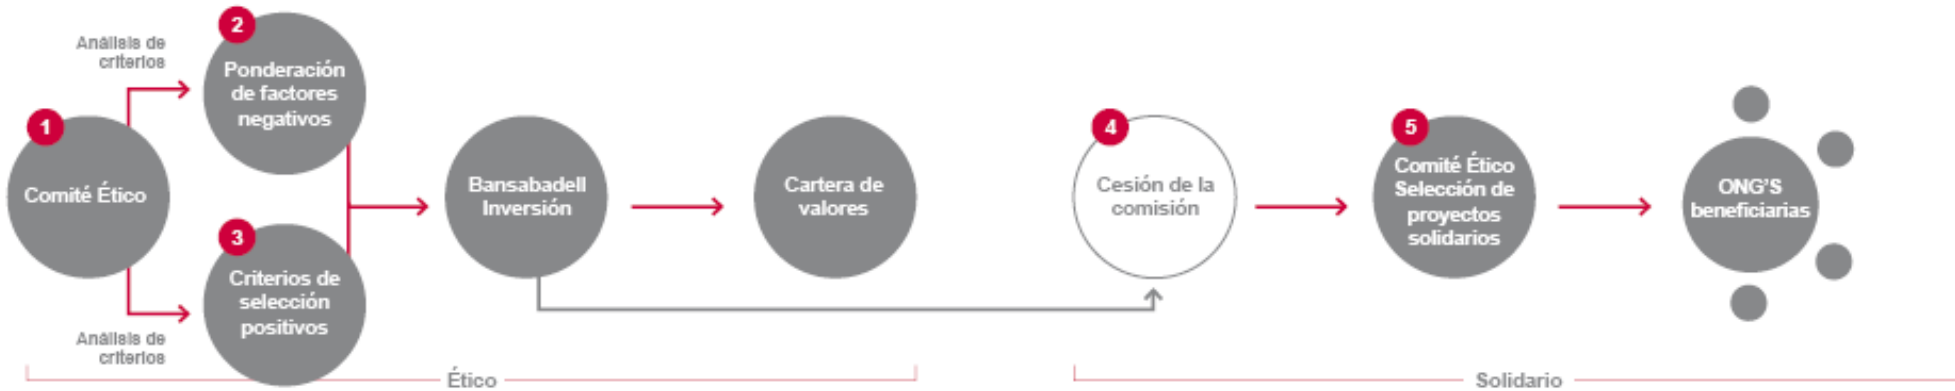 Análisis de
criterios
1
Comité Ético
Análisis de
criterios
2
Ponderación
de factores
negativos
3
Criterios de
selección
positivos
Bansabadell
Inversión
Cartera de
valores
Ético
4
Cesión de la
comisión
5
Comité Ético
Selección de
proyectos
solidarios
ONG'S
beneficiarias
Solidario